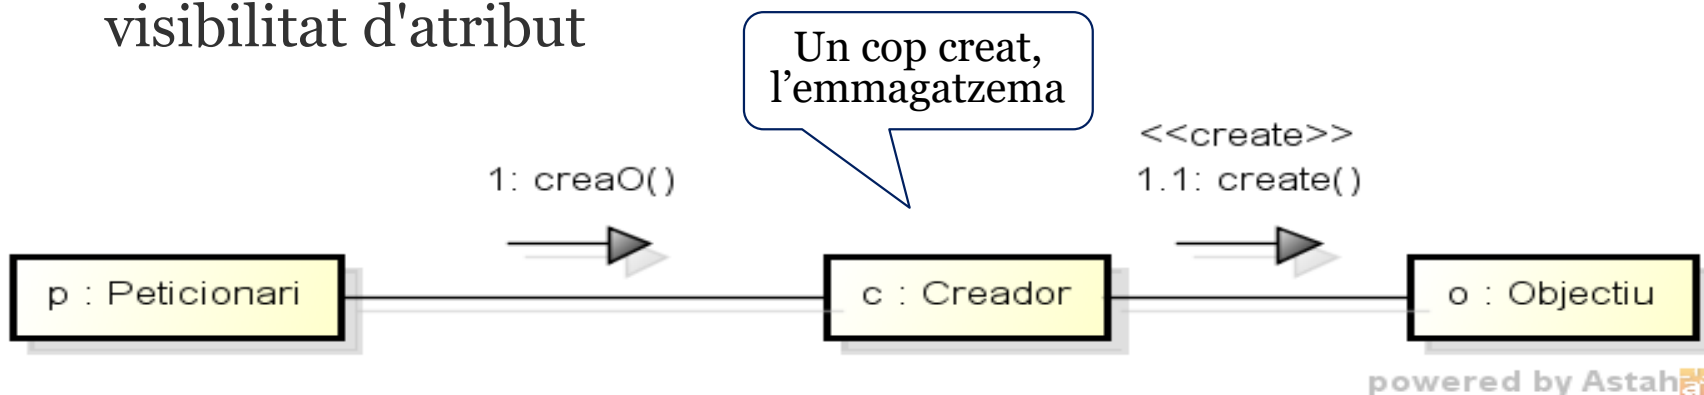 visibilitat d'atribut
Un cop creat,
l’emmagatzema
<<create>>
1: creaO()
1.1: create()
p : Peticionari
c : Creador
o : Objectiu
powered by Astah